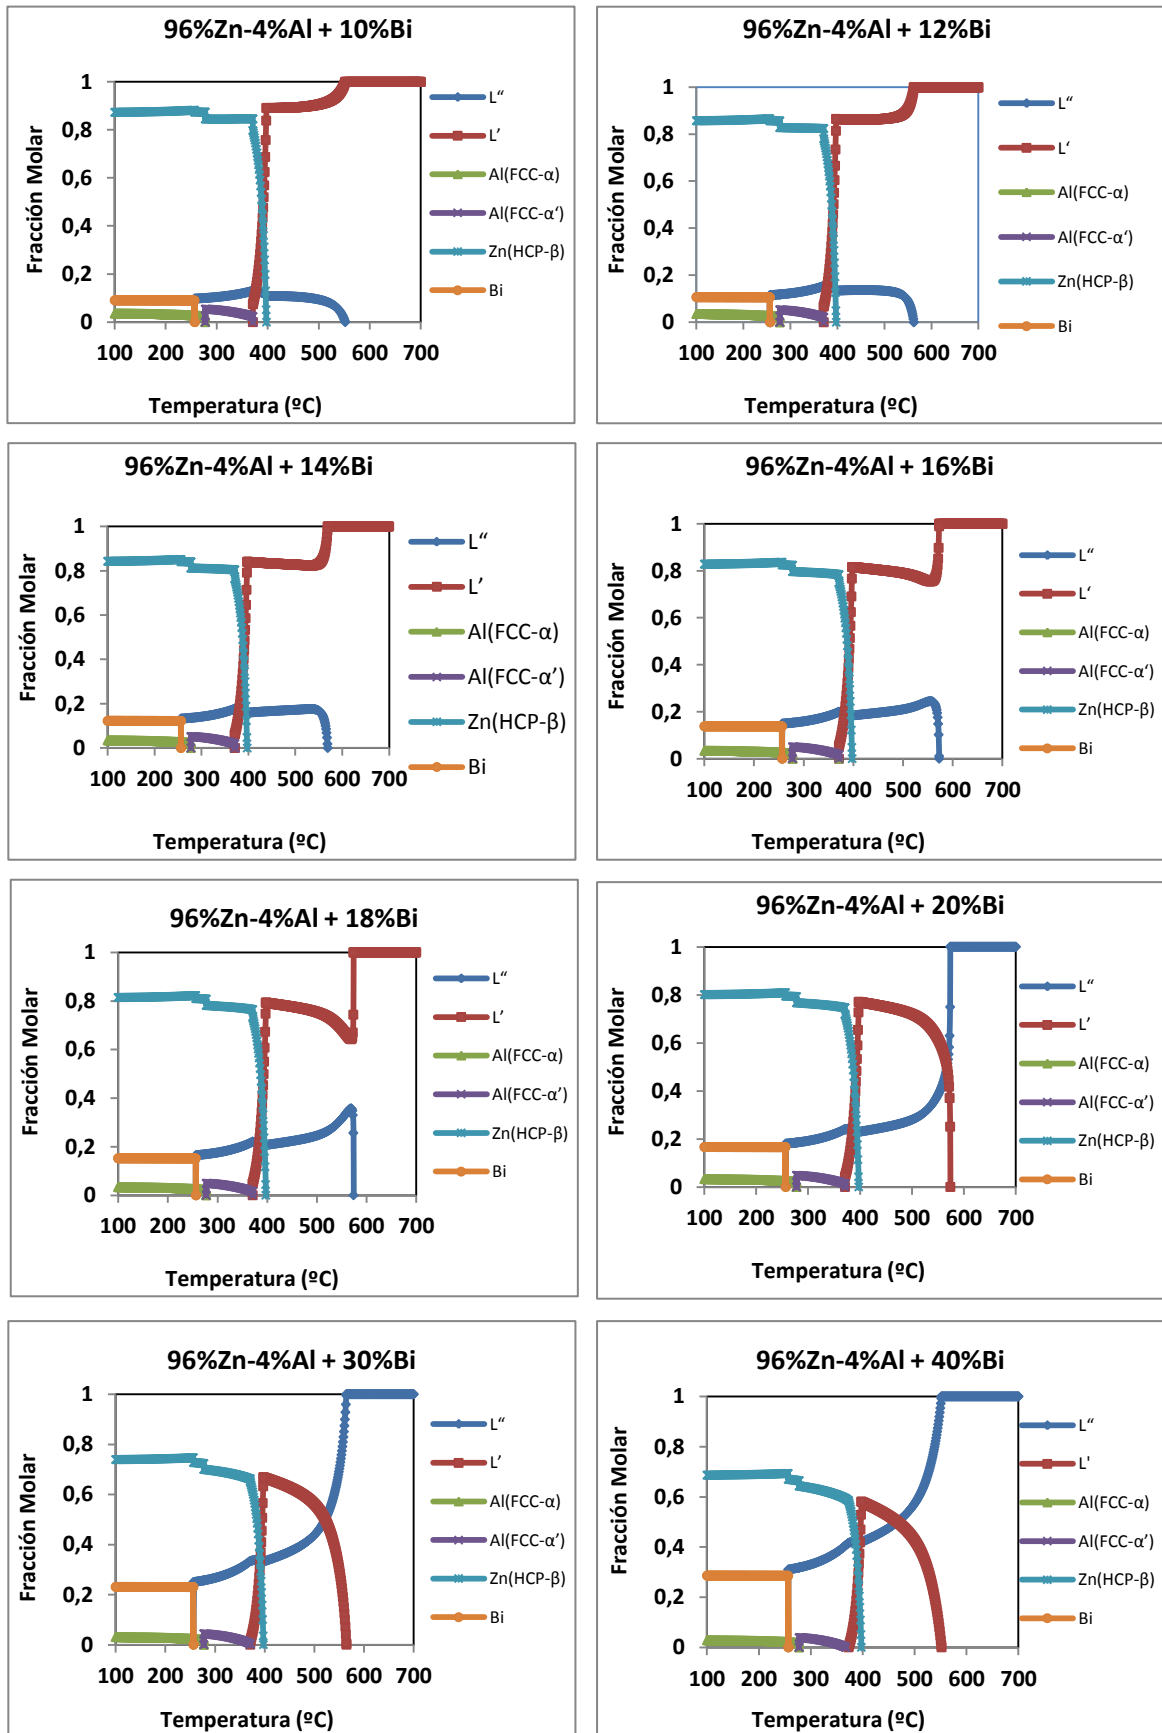 96%Zn-4%Al + 10%Bi
Fracción Molar
1
0,8
0,6
0,4
0,2
0
100 200 300 400 500 600 700
Temperatura (ºC)
L“
L’
Al(FCC-α)
Al(FCC-α‘)
Zn(HCP-β)
Bi
96%Zn-4%Al + 12%Bi
Fracción Molar
1
0,8
0,6
0,4
0,2
0
100 200 300 400 500 600 700
Temperatura (ºC)
L“
L‘
Al(FCC-α)
Al(FCC-α‘)
Zn(HCP-β)
Bi
96%Zn-4%Al + 14%Bi
Fracción Molar
1
0,8
0,6
0,4
0,2
0
100 200 300 400 500 600 700
Temperatura (ºC)
L“
L’
Al(FCC-α)
Al(FCC-α’)
Zn(HCP-β)
Bi
96%Zn-4%Al + 16%Bi
Fracción Molar
1
0,8
0,6
0,4
0,2
0
100 200 300 400 500 600 700
Temperatura (ºC)
L“
L‘
Al(FCC-α)
Al(FCC-α‘)
Zn(HCP-β)
Bi
96%Zn-4%Al + 18%Bi
Fracción Molar
1
0,8
0,6
0,4
0,2
0
100 200 300 400 500 600 700
Temperatura (ºC)
L“
L’
Al(FCC-α)
Al(FCC-α’)
Zn(HCP-β)
Bi
96%Zn-4%Al + 20%Bi
Fracción Molar
1
0,8
0,6
0,4
0,2
0
100 200 300 400 500 600 700
Temperatura (ºC)
L“
L’
Al(FCC-α)
Al(FCC-α’)
Zn(HCP-β)
Bi
96%Zn-4%Al + 30%Bi
Fracción Molar
1
0,8
0,6
0,4
0,2
0
100 200 300 400 500 600 700
Temperatura (ºC)
L“
L’
Al(FCC-α)
Al(FCC-α’)
Zn(HCP-β)
Bi
96%Zn-4%Al + 40%Bi
Fracción Molar
1
0,8
0,6
0,4
0,2
0
100 200 300 400 500 600 700
Temperatura (ºC)
L“
L'
Al(FCC-α)
Al(FCC-α’)
Zn(HCP-β)
Bi